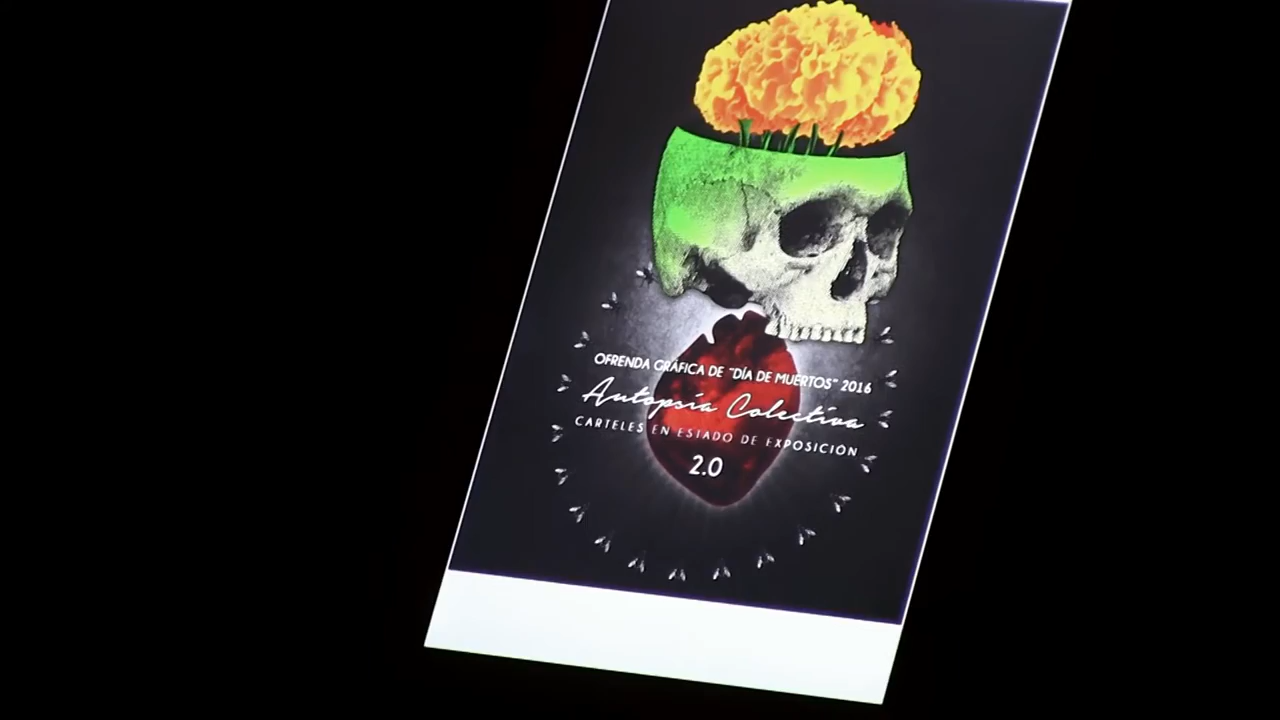 OFRENDA GRÁFICA DE "DÍA DE MUERTOS" 2016
Autopsia Colectiva
CARTELES EN ESTADO DE EXPOSICIÓN
2.0